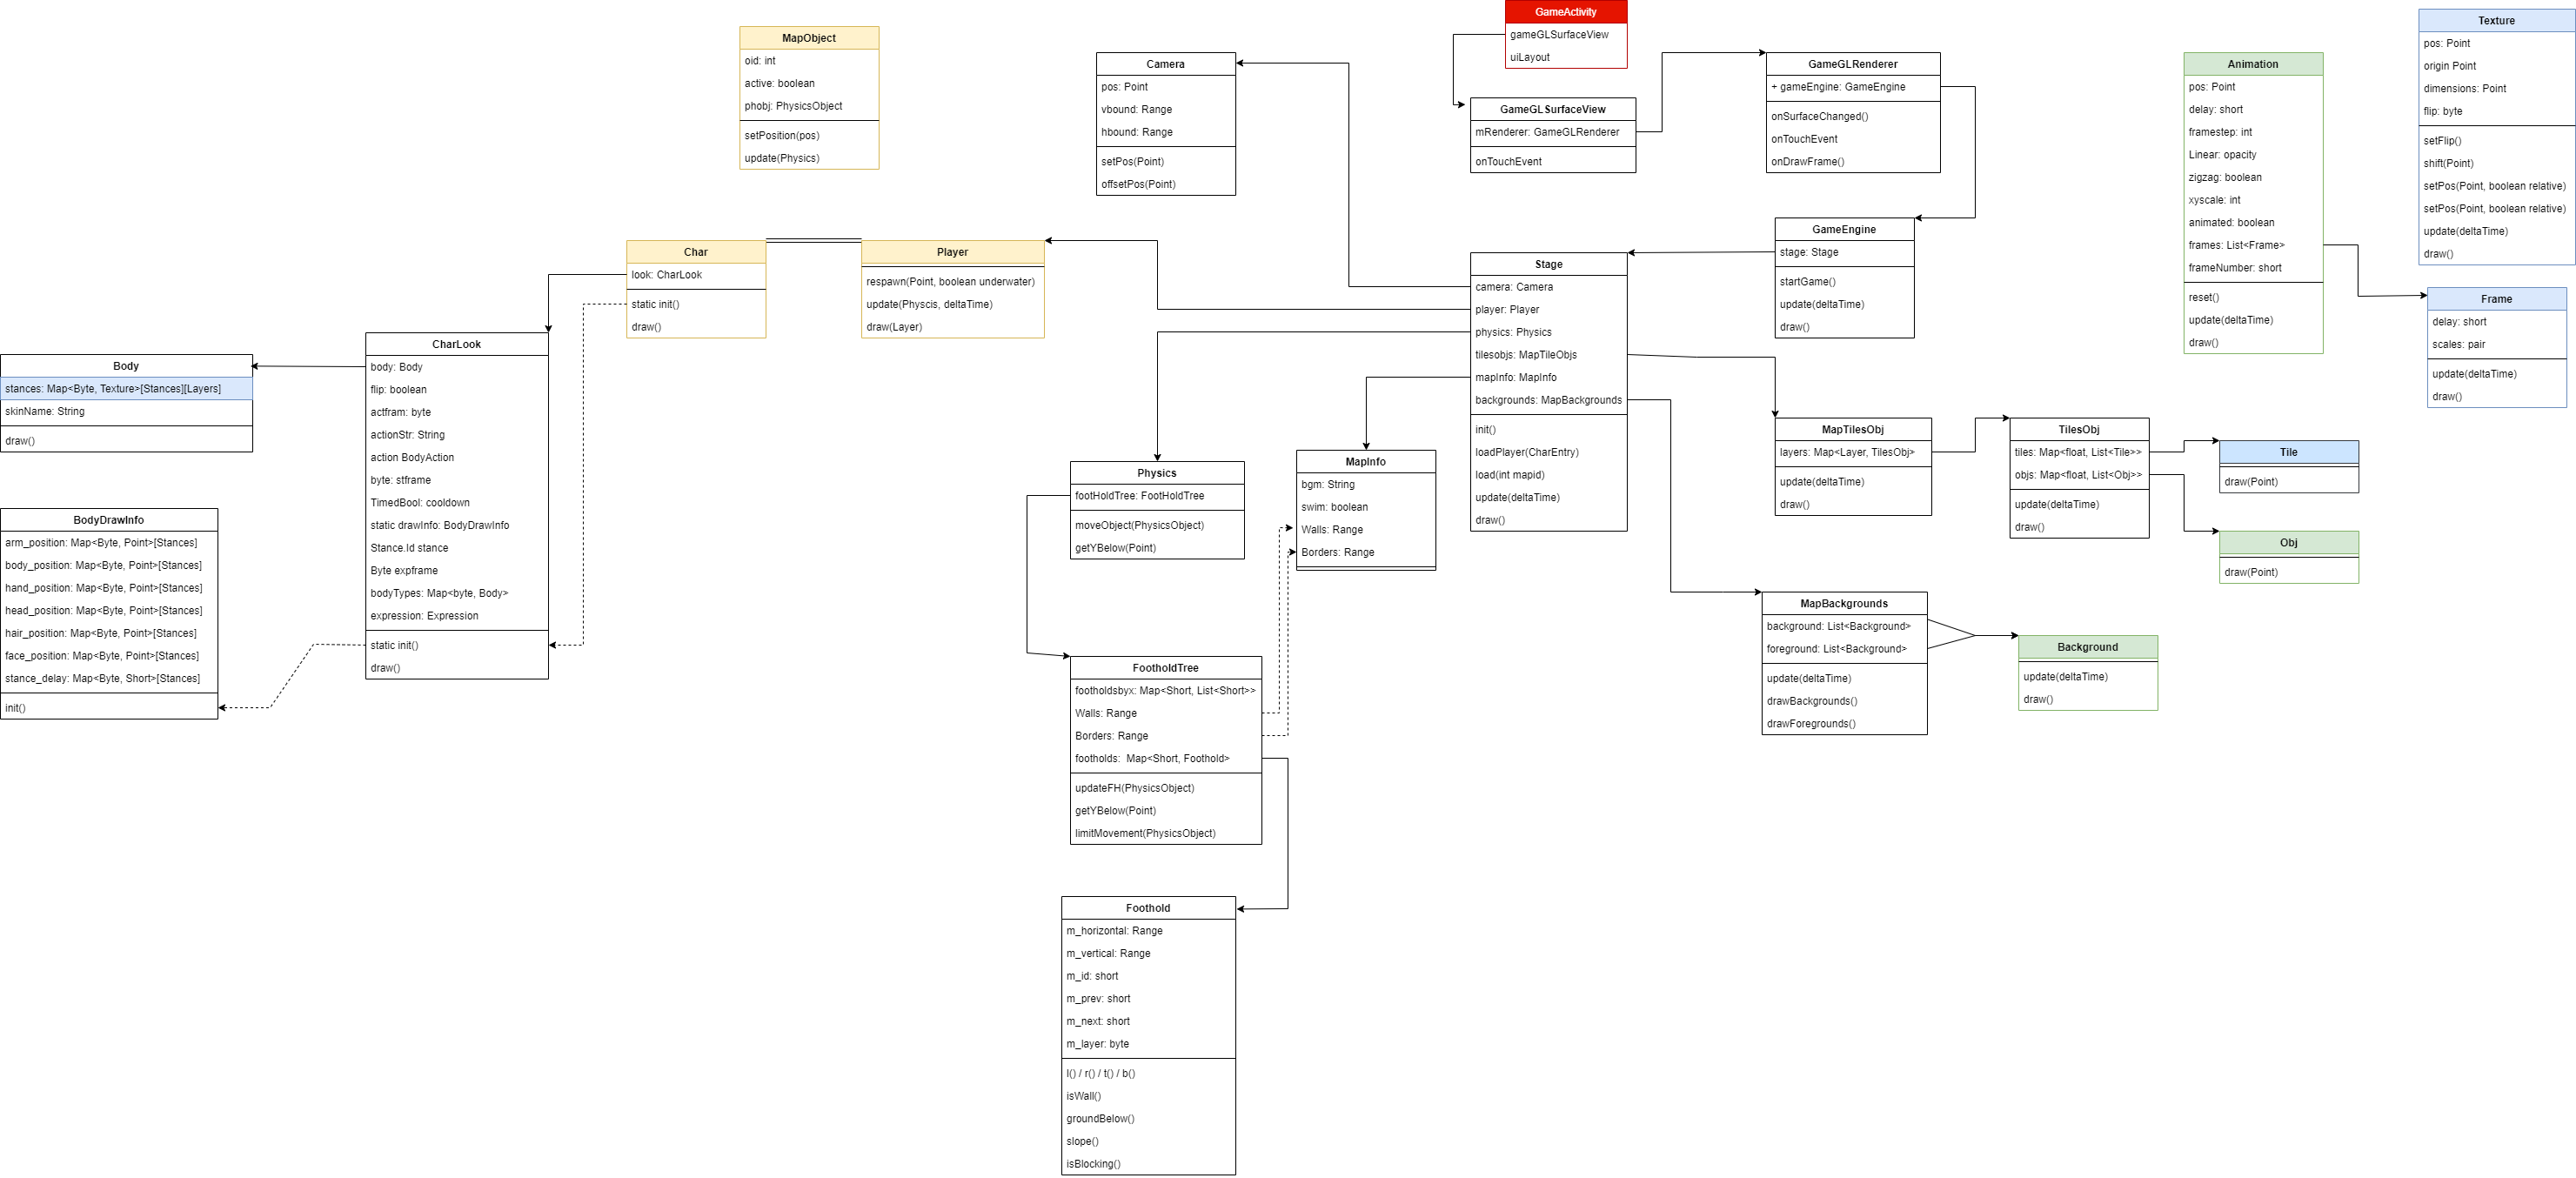 GameActivity
gameGLSurfaceView
uiLayout
Texture
pos: Point
origin Point
dimensions: Point
flip: byte
setFlip()
shift(Point)
setPos(Point, boolean relative)
setPos(Point, boolean relative)
update(deltaTime)
draw()
MapObject
oid: int
active: boolean
phobj: PhysicsObject
setPosition(pos)
update(Physics)
Camera
pos: Point
vbound: Range
hbound: Range
setPos(Point)
offsetPos(Point)
GameGLSurfaceView
mRenderer: GameGLRenderer
onTouchEvent
GameGLRenderer
+ gameEngine: GameEngine
onSurfaceChanged()
onTouchEvent
onDrawFrame()
Animation
pos: Point
delay: short
framestep: int
Linear: opacity
zigzag: boolean
xyscale: int
animated: boolean
frames: List<Frame>
frameNumber: short
reset()
update(deltaTime)
draw()
Frame
delay: short
scales: pair
update(deltaTime)
draw()
GameEngine
stage: Stage
startGame()
update(deltaTime)
draw()
Char
look: CharLook
static init()
draw()
Player
respawn(Point, boolean underwater)
update(Physcis, deltaTime)
draw(Layer)
Stage
camera: Camera
player: Player
physics: Physics
tilesobjs: MapTileObjs
mapInfo: MapInfo
backgrounds: MapBackgrounds
init()
loadPlayer(CharEntry)
load(int mapid)
update(deltaTime)
draw()
CharLook
body: Body
flip: boolean
actfram: byte
actionStr: String
action BodyAction
byte: stframe
TimedBool: cooldown
static drawInfo: BodyDrawInfo
Stance.Id stance
Byte expframe
bodyTypes: Map<byte, Body>
expression: Expression
static init()
draw()
Body
stances: Map<Byte, Texture>[Stances][Layers]
skinName: String
draw()
BodyDrawInfo
arm_position: Map<Byte, Point>[Stances]
body_position: Map<Byte, Point>[Stances]
hand_position: Map<Byte, Point>[Stances]
head_position: Map<Byte, Point>[Stances]
hair_position: Map<Byte, Point>[Stances]
face_position: Map<Byte, Point>[Stances]
stance_delay: Map<Byte, Short>[Stances]
init()
Physics
footHoldTree: FootHoldTree
moveObject(PhysicsObject)
getYBelow(Point)
MapInfo
bgm: String
swim: boolean
Walls: Range
Borders: Range
MapTilesObj
layers: Map<Layer, TilesObj>
update(deltaTime)
draw()
TilesObj
tiles: Map<float, List<Tile>>
objs: Map<float, List<Obj>>
update(deltaTime)
draw()
Tile
draw(Point)
Obj
draw(Point)
MapBackgrounds
background: List<Background>
foreground: List<Background>
update(deltaTime)
drawBackgrounds()
drawForegrounds()
Background
update(deltaTime)
draw()
FootholdTree
footholdsbyx: Map<Short, List<Short>>
Walls: Range
Borders: Range
footholds:  Map<Short, Foothold>
updateFH(PhysicsObject)
getYBelow(Point)
limitMovement(PhysicsObject)
Foothold
m_horizontal: Range
m_vertical: Range
m_id: short
m_prev: short
m_next: short
m_layer: byte
l() / r() / t() / b()
isWall()
groundBelow()
slope()
isBlocking()